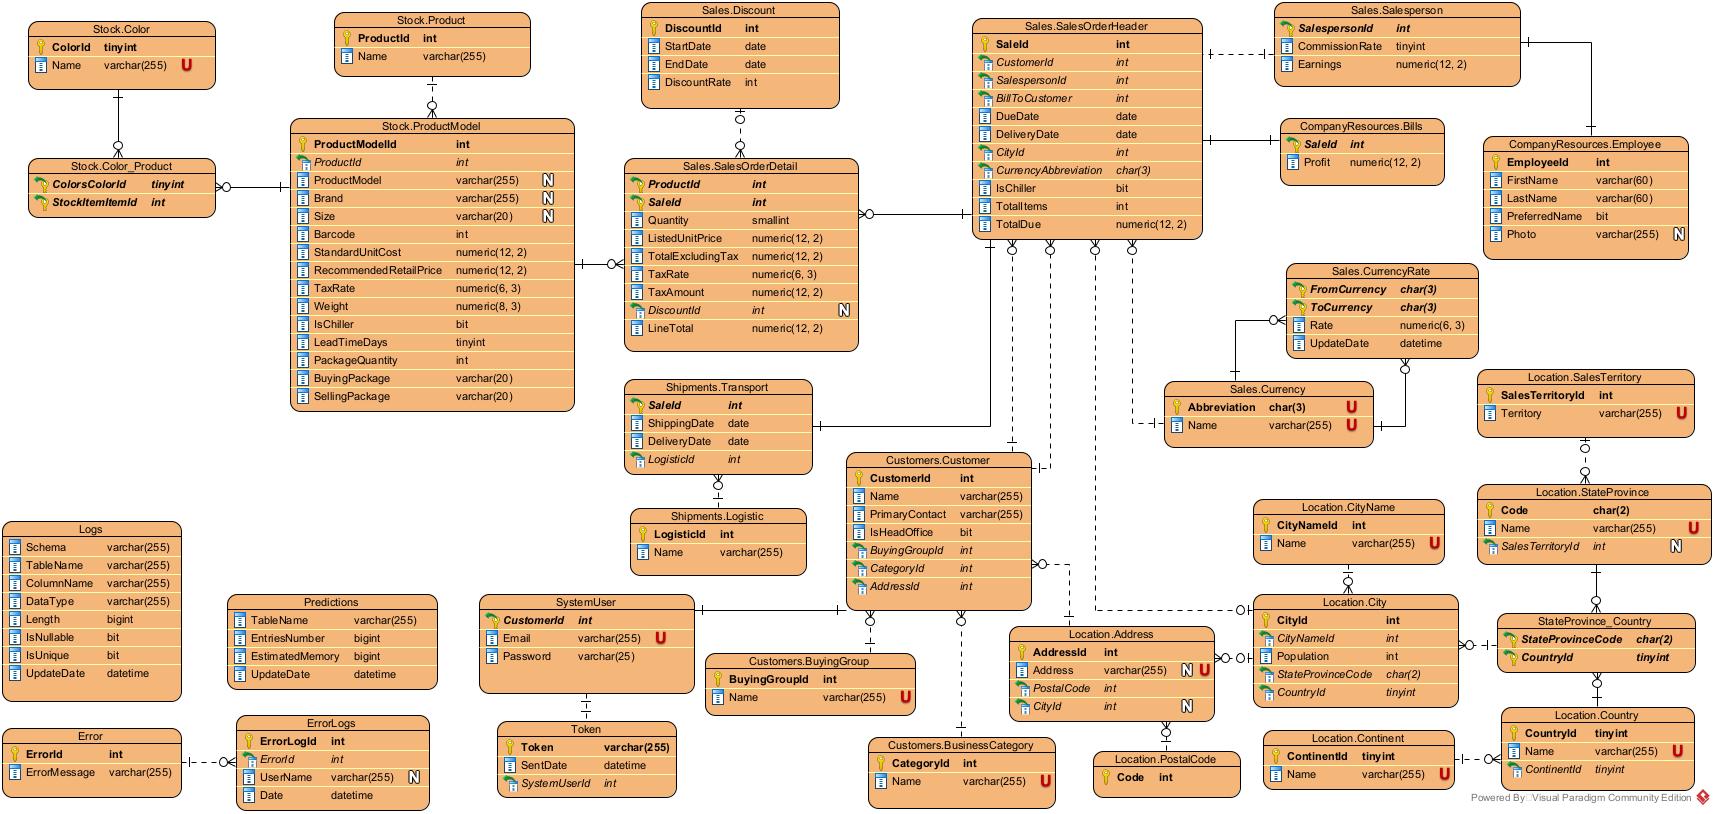 Stock.Color
ColorId tinyint
Name varchar(255) U
Stock.Product
ProductId int
Name varchar(255)
Sales.Discount
DiscountId int
StartDate date
EndDate date
DiscountRate int
Sales.SalesOrderHeader
SaleId int
CustomerId int
SalespersonId int
BillToCustomer int
DueDate date
DeliveryDate date
CityId int
CurrencyAbbreviation char(3)
IsChiller bit
TotalItems int
TotalDue numeric(12, 2)
Sales.Salesperson
SalespersonId int
CommissionRate tinyint
Earnings numeric(12, 2)
CompanyResources.Bills
SaleId int
Profit numeric(12, 2)
CompanyResources.Employee
EmployeeId int
FirstName varchar(60)
LastName varchar(60)
PreferredName bit
Photo varchar(255) N
Stock.Color_Product
ColorsColorId tinyint
StockItemItemId int
Stock.ProductModel
ProductModelId int
ProductId int
ProductModel varchar(255) N
Brand varchar(255) N
Size varchar(20) N
Barcode int
StandardUnitCost numeric(12, 2)
RecommendedRetailPrice numeric(12, 2)
TaxRate numeric(6, 3)
Weight numeric(8, 3)
IsChiller bit
LeadTimeDays tinyint
PackageQuantity int
BuyingPackage varchar(20)
SellingPackage varchar(20)
Sales.SalesOrderDetail
ProductId int
SaleId int
Quantity smallint
ListedUnitPrice numeric(12, 2)
TotalExcludingTax numeric(12, 2)
TaxRate numeric(6, 3)
TaxAmount numeric(12, 2)
DiscountId int N
LineTotal numeric(12, 2)
Sales.CurrencyRate
FromCurrency char(3)
ToCurrency char(3)
Rate numeric(6, 3)
UpdateDate datetime
Sales.Currency
Abbreviation char(3) U
Name varchar(255) U
Location.SalesTerritory
SalesTerritoryId int
Territory varchar(255) U
Shipments.Transport
SaleId int
ShippingDate date
DeliveryDate date
LogisticId int
Shipments.Logistic
LogisticId int
Name varchar(255)
Customers.Customer
CustomerId int
Name varchar(255)
PrimaryContact varchar(255)
IsHeadOffice bit
BuyingGroupId int
CategoryId int
AddressId int
Location.CityName
CityNameId int
Name varchar(255) U
Location.StateProvince
Code char(2)
Name varchar(255) U
SalesTerritoryId int N
Logs
Schema varchar(255)
TableName varchar(255)
ColumnName varchar(255)
DataType varchar(255)
Length bigint
IsNullable bit
IsUnique bit
UpdateDate datetime
Predictions
TableName varchar(255)
EntriesNumber bigint
EstimatedMemory bigint
UpdateDate datetime
SystemUser
CustomerId int
Email varchar(255) U
Password varchar(25)
Customers.BuyingGroup
BuyingGroupId int
Name varchar(255) U
Location.Address
AddressId int
Address varchar(255) N U
PostalCode int
CityId int N
Location.City
CityId int
CityNameId int
Population int
StateProvinceCode char(2)
CountryId tinyint
StateProvince_Country
StateProvinceCode char(2)
CountryId tinyint
Error
ErrorId int
ErrorMessage varchar(255)
ErrorLogs
ErrorLogId int
ErrorId int
UserName varchar(255) N
Date datetime
Token
Token varchar(255)
SentDate datetime
SystemUserId int
Customers.BusinessCategory
CategoryId int
Name varchar(255) U
Location.PostalCode
Code int
Location.Continent
ContinentId tinyint
Name varchar(255) U
Location.Country
CountryId tinyint
Name varchar(255) U
ContinentId tinyint
Powered By Visual Paradigm Community Edition